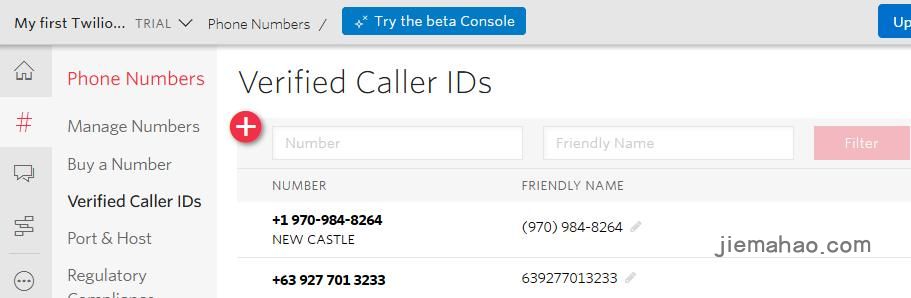 My first Twilio... TRIAL Phone Numbers / Try the beta Console Up
Phone Numbers
Manage Numbers
Buy a Number
Verified Caller IDs
Port & Host
Regulatory
Compliance
Verified Caller IDs
Number Friendly Name Filter
NUMBER FRIENDLY NAME
+1 970-984-8264 (970) 984-8264
NEW CASTLE
+63 927 701 3233 639277013233
jiemahao.com